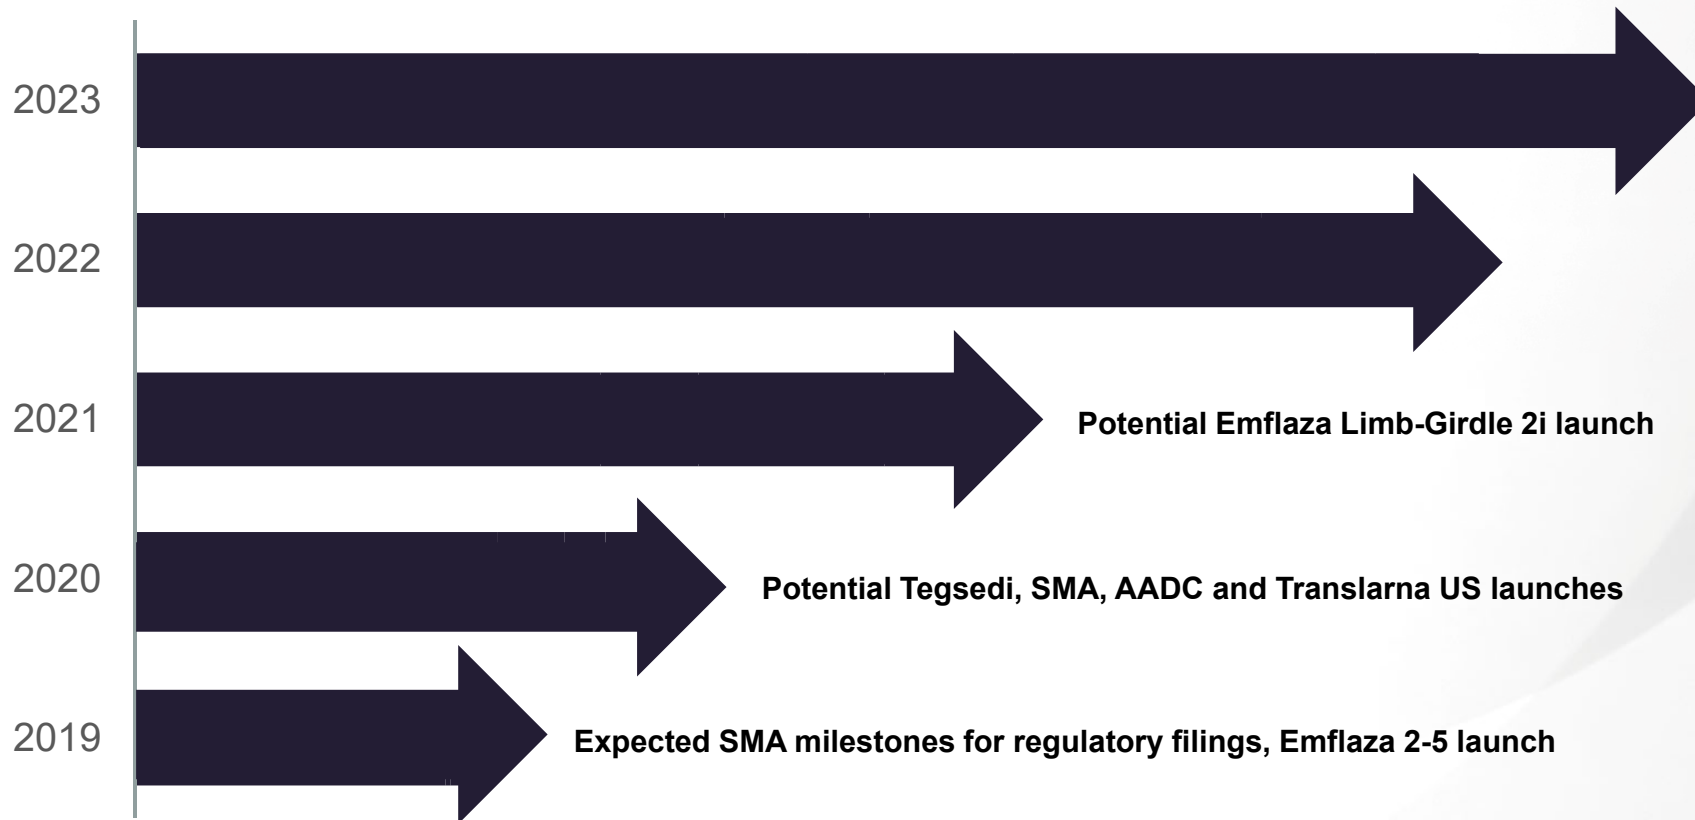 2023
2022
2021
Potential Emflaza Limb-Girdle 2i launch
2020
Potential Tegsedi, SMA, AADC and Translarna US launches
2019
Expected SMA milestones for regulatory filings, Emflaza 2-5 launch